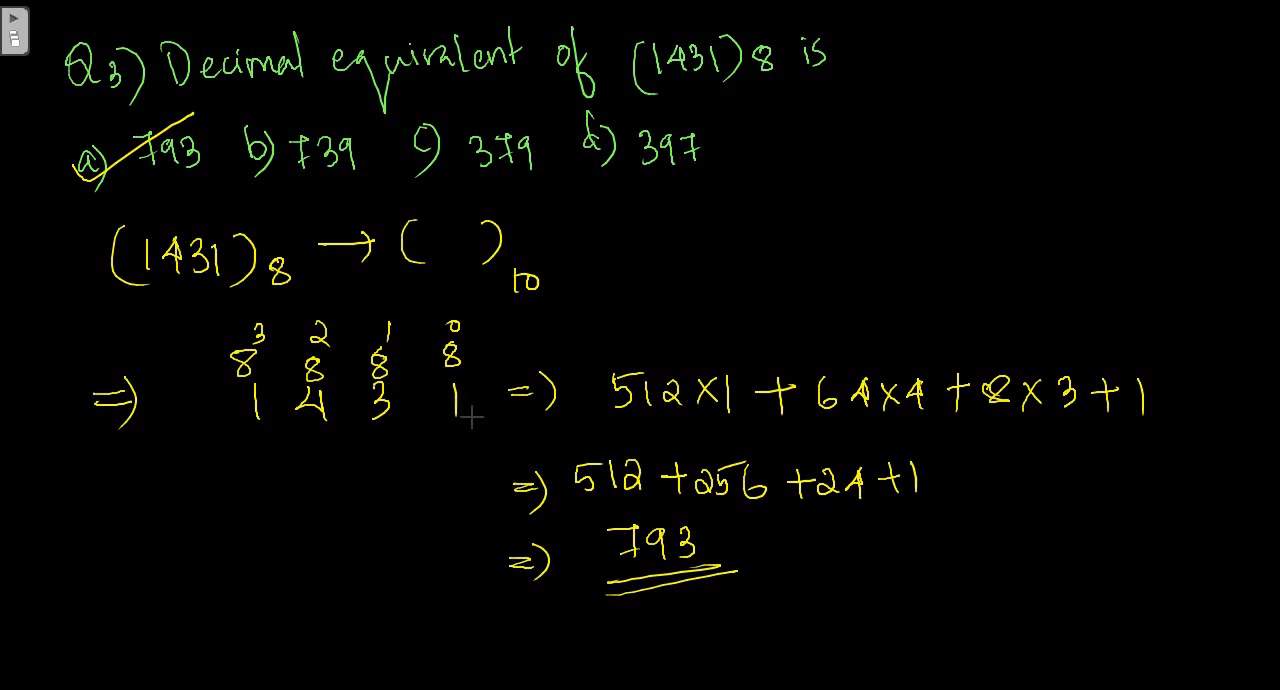 Q3) Decimal equivalent of (1431)8 is
a) 793 b) 739 c) 379 d) 397
(1431)8 → ( )10
8³ 8² 8¹ 8⁰
=> 1 4 3 1 => 512×1 + 64×4 + 8×3 + 1
=> 512 + 256 + 24 + 1
=> 793